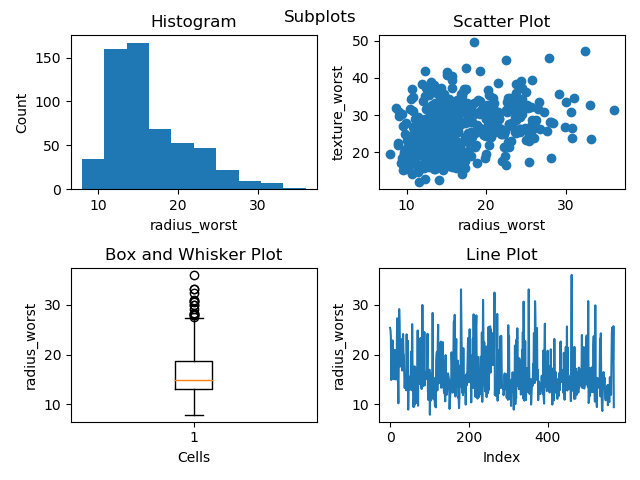 Subplots
Histogram
150
100
50
0
Count
10 20 30
radius_worst
Scatter Plot
50
40
30
20
texture_worst
10 20 30
radius_worst
Box and Whisker Plot
30
20
10
radius_worst
1
Cells
Line Plot
30
20
10
radius_worst
0 200 400
Index